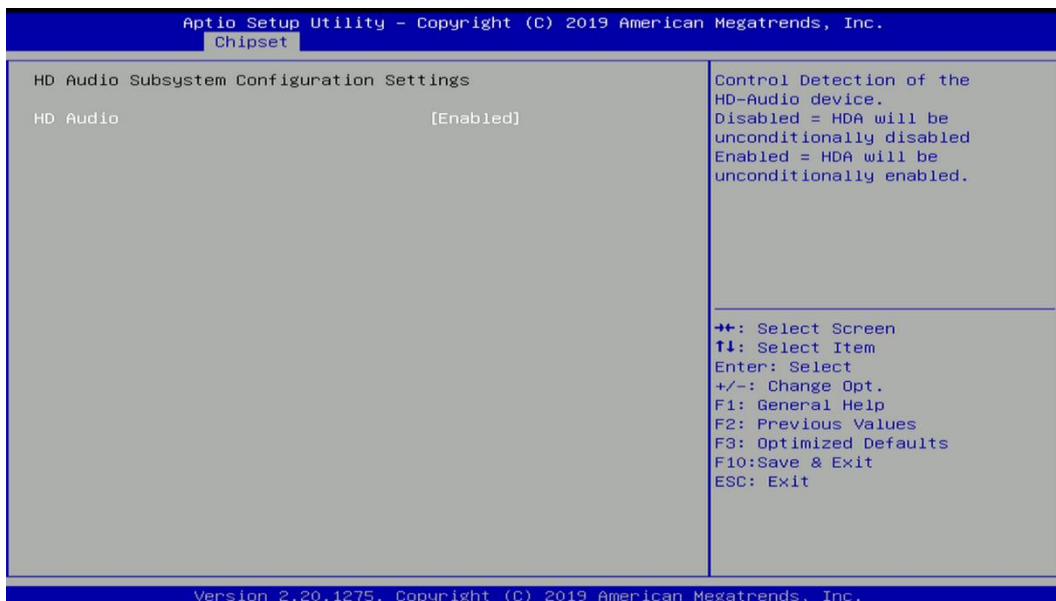 Aptio Setup Utility – Copyright (C) 2019 American Megatrends, Inc.
Chipset
HD Audio Subsystem Configuration Settings
HD Audio [Enabled]
Control Detection of the
HD-Audio device.
Disabled = HDA will be
unconditionally disabled
Enabled = HDA will be
unconditionally enabled.
→←: Select Screen
↑↓: Select Item
Enter: Select
+/-: Change Opt.
F1: General Help
F2: Previous Values
F3: Optimized Defaults
F10:Save & Exit
ESC: Exit
Version 2.20.1275. Copyright (C) 2019 American Megatrends, Inc.